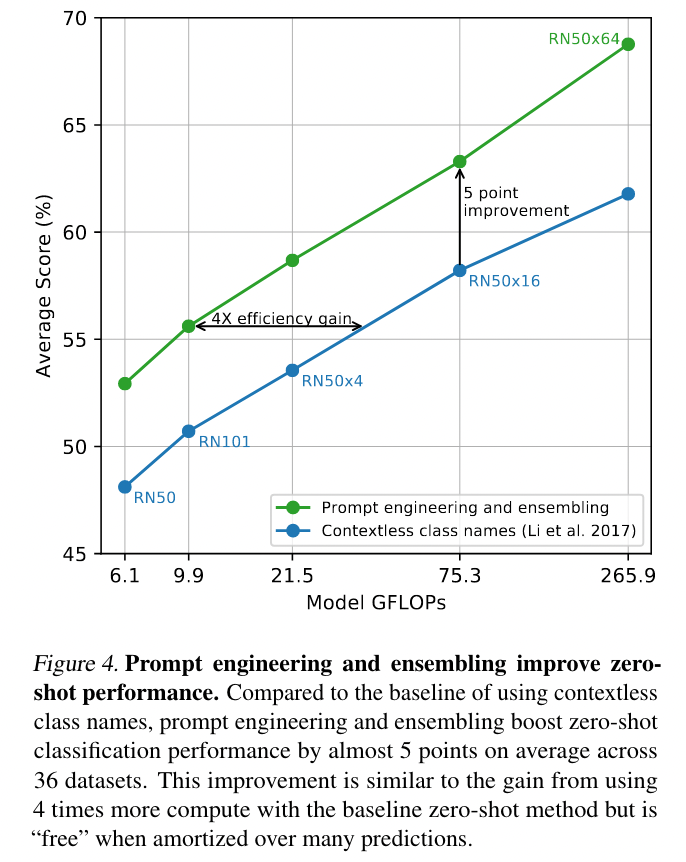 70
65
60
55
50
45
Average Score (%)
RN50x64
5 point
improvement
RN50x16
4X efficiency gain
RN50x4
RN101
RN50
Prompt engineering and ensembling
Contextless class names (Li et al. 2017)
6.1 9.9 21.5 75.3 265.9
Model GFLOPs
Figure 4. Prompt engineering and ensembling improve zero-
shot performance. Compared to the baseline of using contextless
class names, prompt engineering and ensembling boost zero-shot
classification performance by almost 5 points on average across
36 datasets. This improvement is similar to the gain from using
4 times more compute with the baseline zero-shot method but is
“free” when amortized over many predictions.